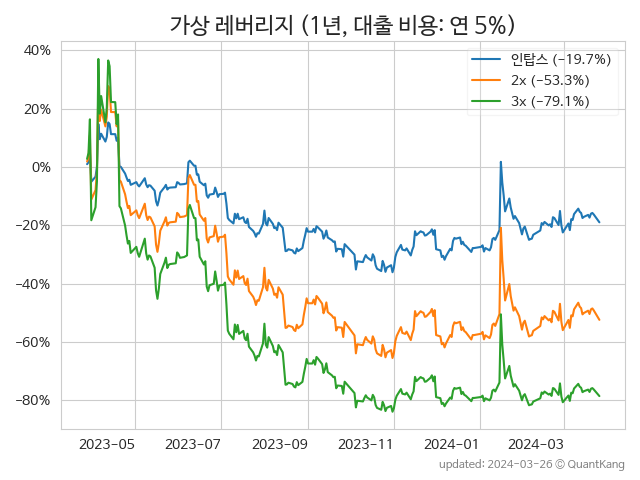 가상 레버리지 (1년, 대출 비용: 연 5%)
40%
20%
0%
−20%
−40%
−60%
−80%
인탑스 (−19.7%)
2x (−53.3%)
3x (−79.1%)
2023-05
2023-07
2023-09
2023-11
2024-01
2024-03
updated: 2024-03-26 © QuantKang